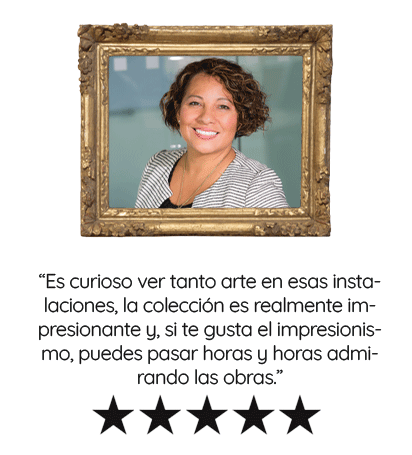 “Es curioso ver tanto arte en esas insta-
laciones, la colección es realmente im-
presionante y, si te gusta el impresionis-
mo, puedes pasar horas y horas admi-
rando las obras.”